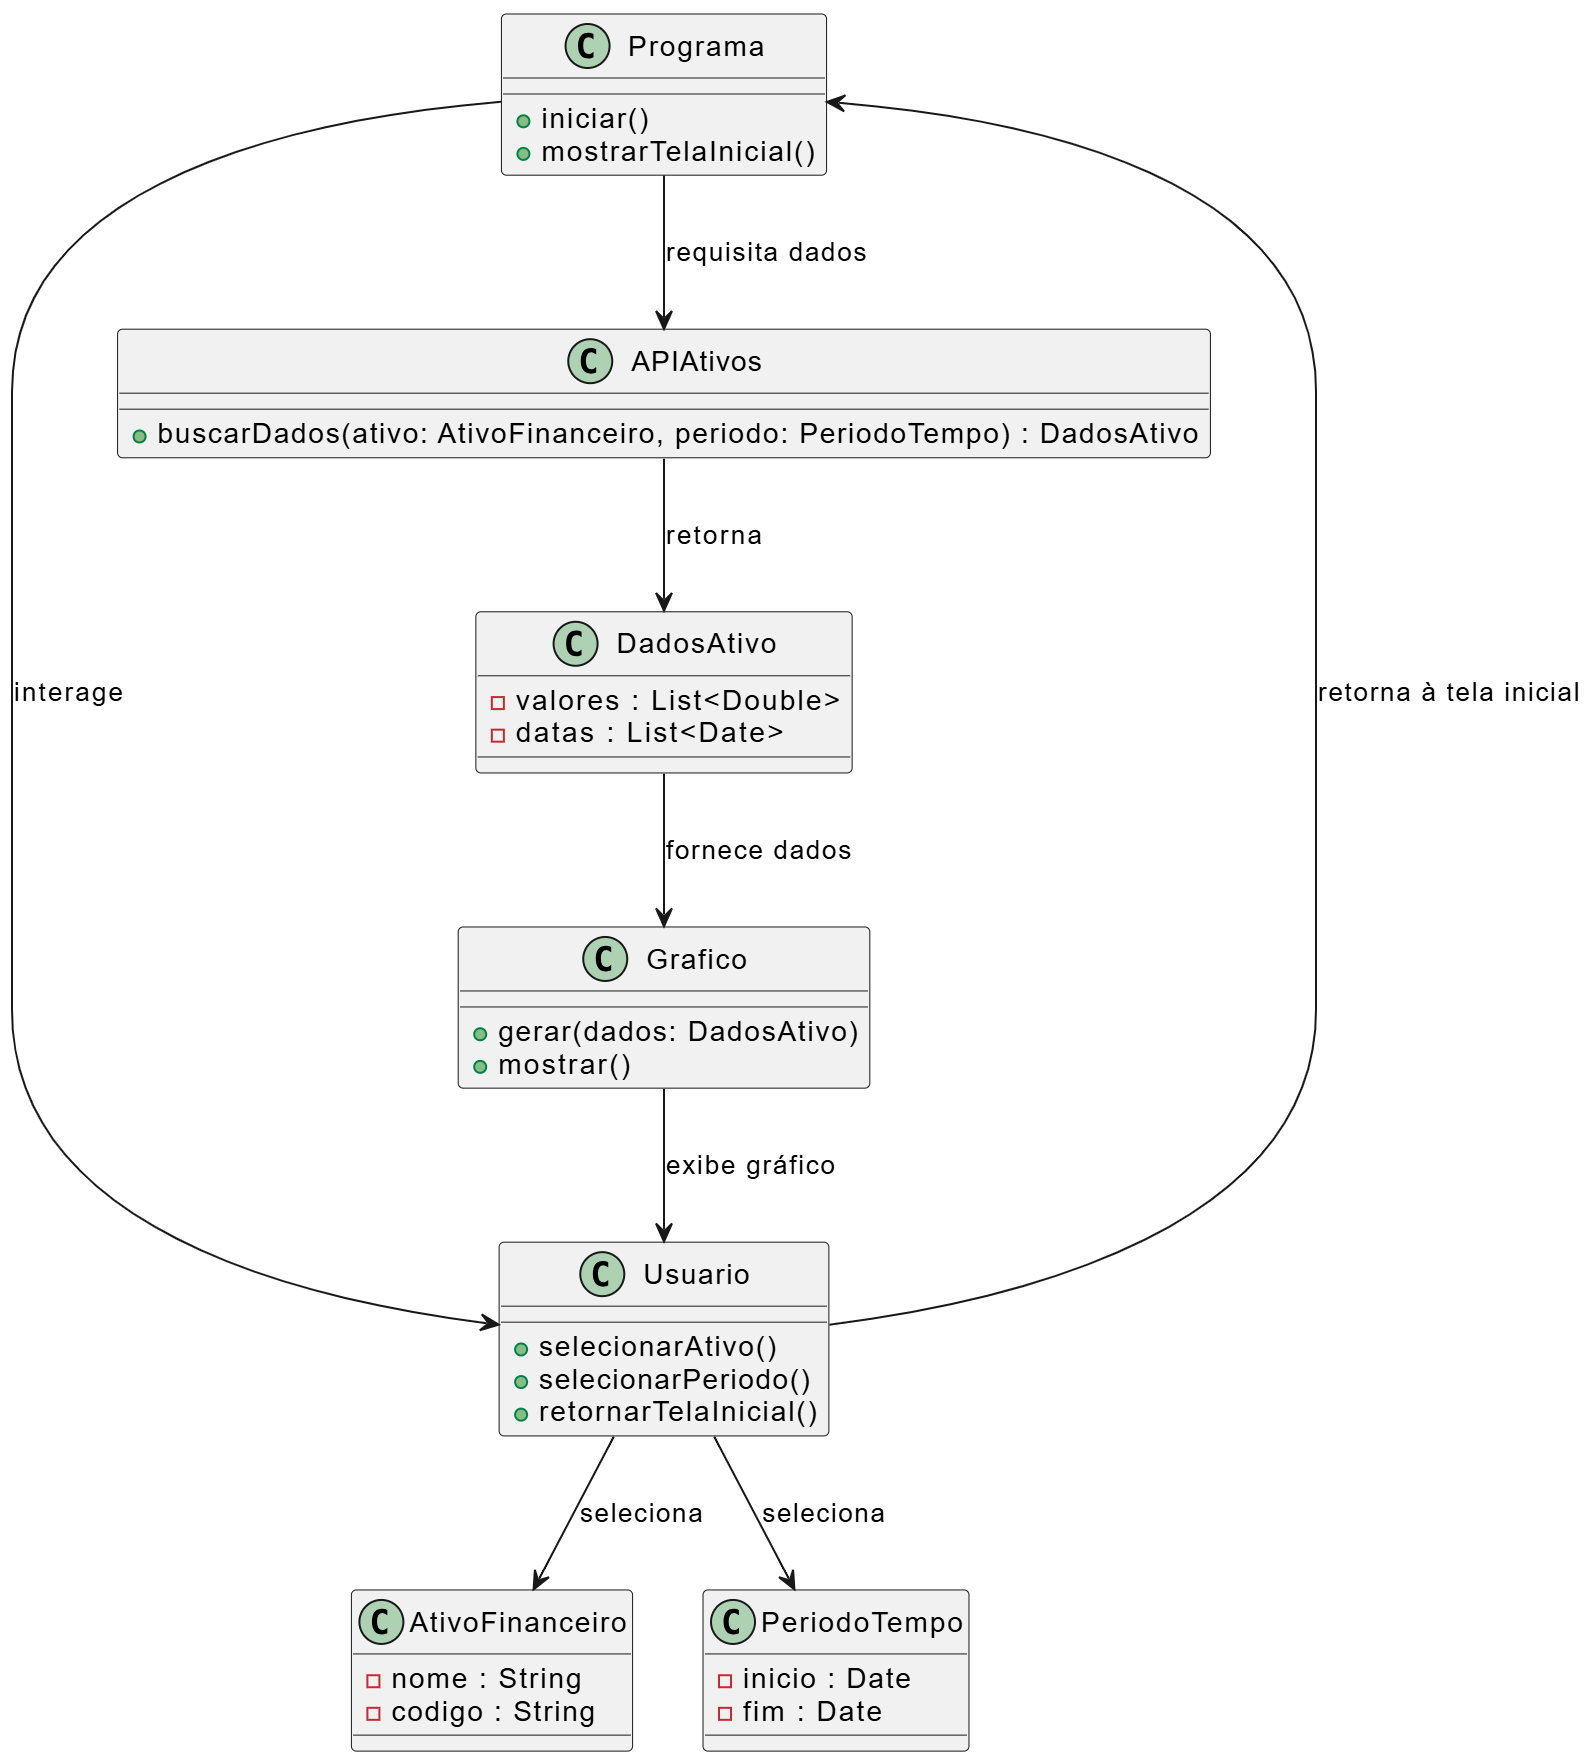 C Programa
iniciar()
mostrarTelaInicial()
requisita dados
C APIAtivos
buscarDados(ativo: AtivoFinanceiro, periodo: PeriodoTempo) : DadosAtivo
retorna
C DadosAtivo
valores : List<Double>
datas : List<Date>
interage
retorna à tela inicial
fornece dados
C Grafico
gerar(dados: DadosAtivo)
mostrar()
exibe gráfico
C Usuario
selecionarAtivo()
selecionarPeriodo()
retornarTelaInicial()
seleciona
seleciona
C AtivoFinanceiro
nome : String
codigo : String
C PeriodoTempo
inicio : Date
fim : Date